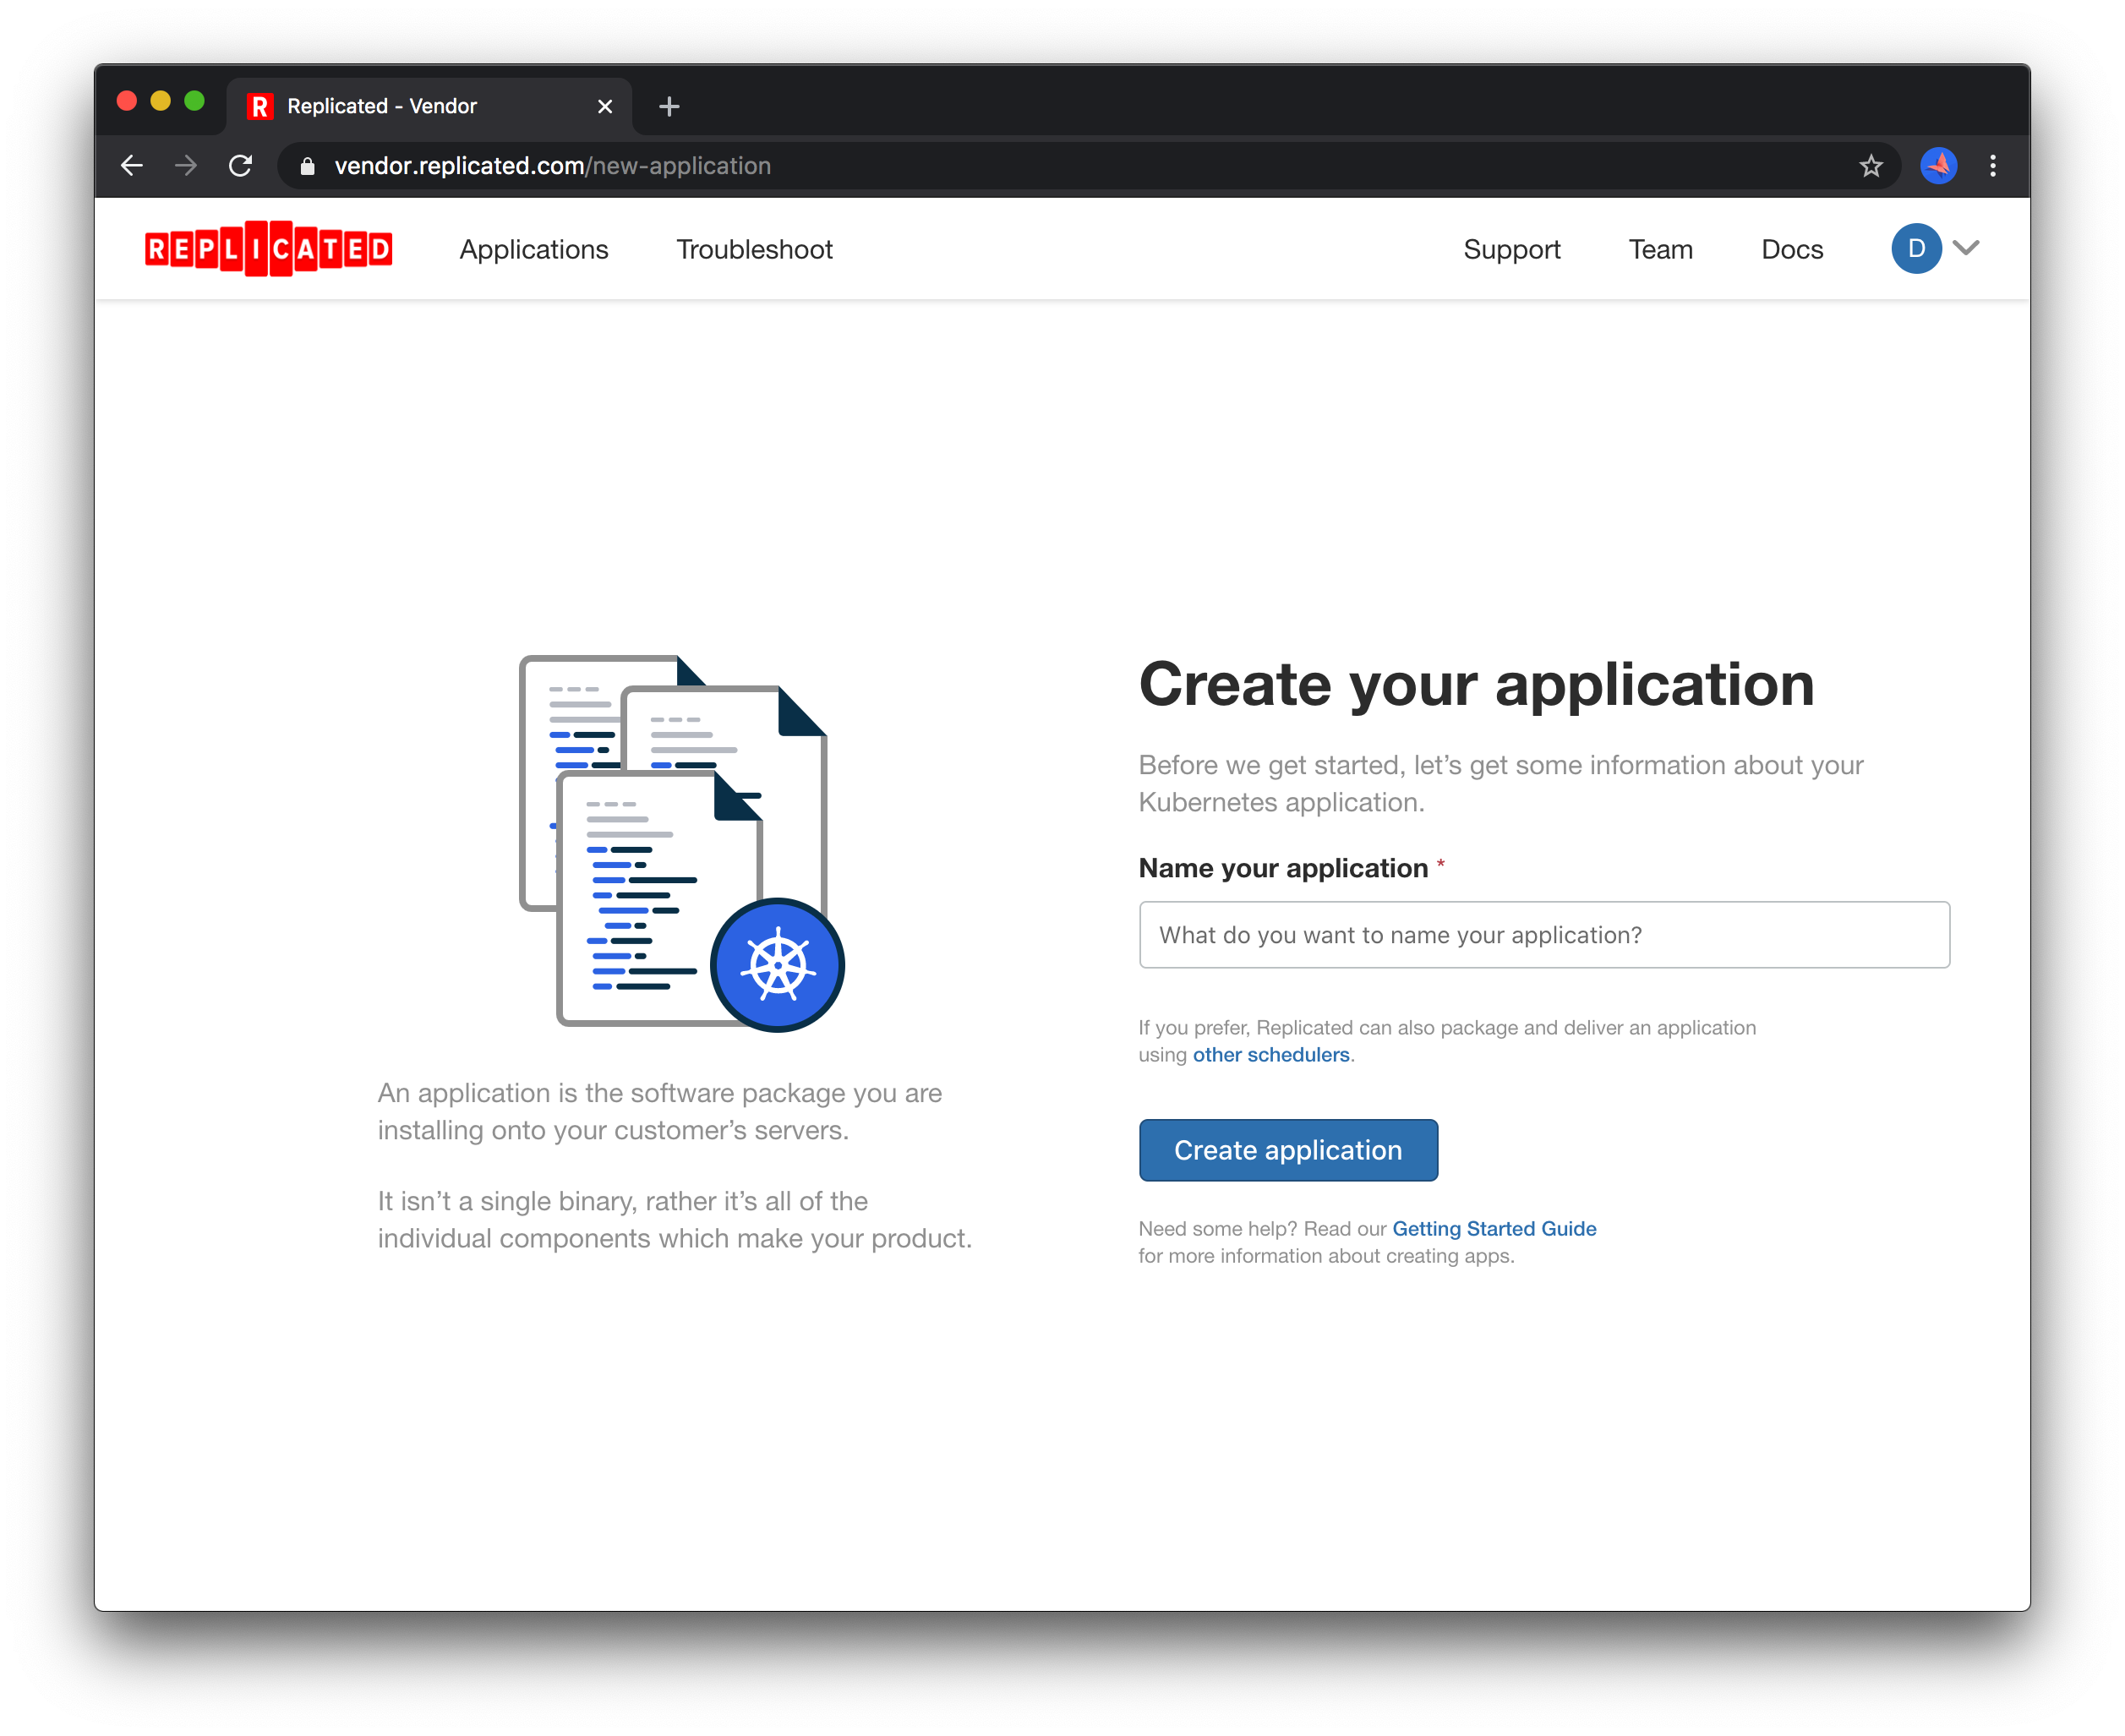 R Replicated - Vendor
vendor.replicated.com/new-application
REPLICATED Applications Troubleshoot Support Team Docs D
An application is the software package you are
installing onto your customer’s servers.
It isn’t a single binary, rather it’s all of the
individual components which make your product.
Create your application
Before we get started, let’s get some information about your
Kubernetes application.
Name your application *
What do you want to name your application?
If you prefer, Replicated can also package and deliver an application
using other schedulers.
Create application
Need some help? Read our Getting Started Guide
for more information about creating apps.